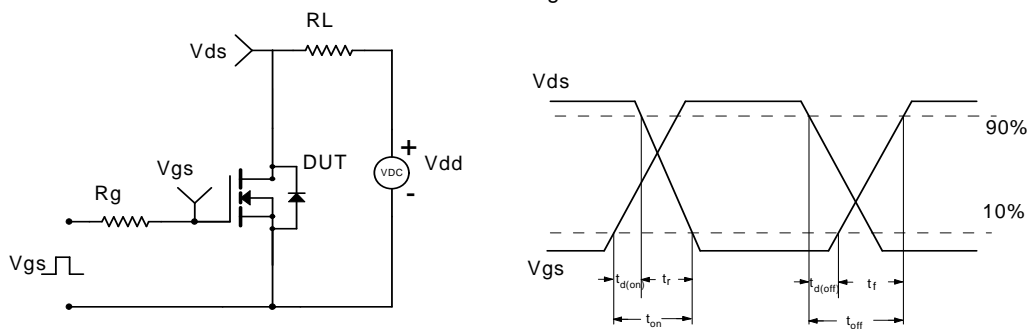 g
RL
Vds
Vds
90%
Vgs
DUT
+
VDC
Vdd
-
Rg
10%
Vgs
Vgs
td(on)
tr
td(off)
tf
ton
toff